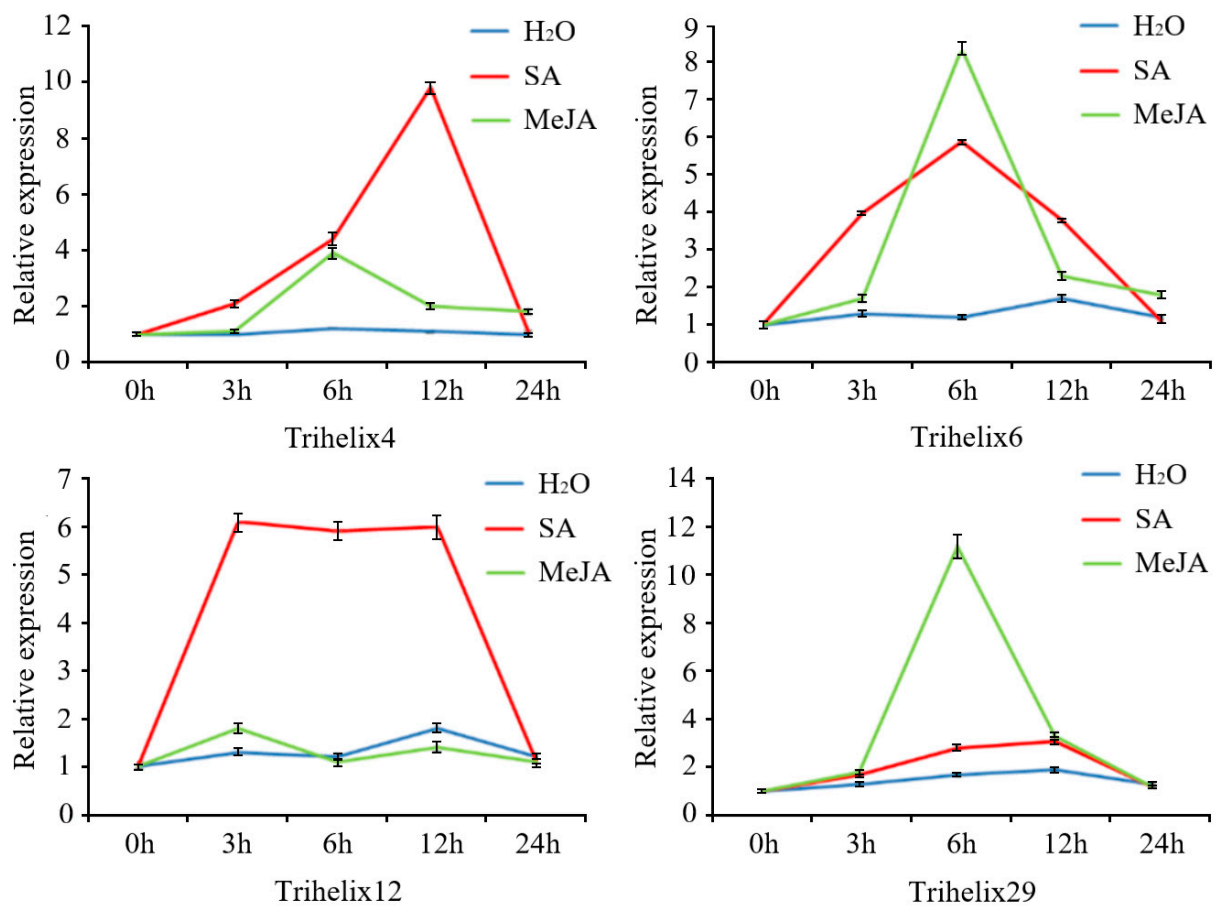 12
10
8
6
4
2
0
Relative expression
H₂O
SA
MeJA
0h 3h 6h 12h 24h
Trihelix4
9
8
7
6
5
4
3
2
1
0
Relative expression
H₂O
SA
MeJA
0h 3h 6h 12h 24h
Trihelix6
7
6
5
4
3
2
1
0
Relative expression
H₂O
SA
MeJA
0h 3h 6h 12h 24h
Trihelix12
14
12
10
8
6
4
2
0
Relative expression
H₂O
SA
MeJA
0h 3h 6h 12h 24h
Trihelix29